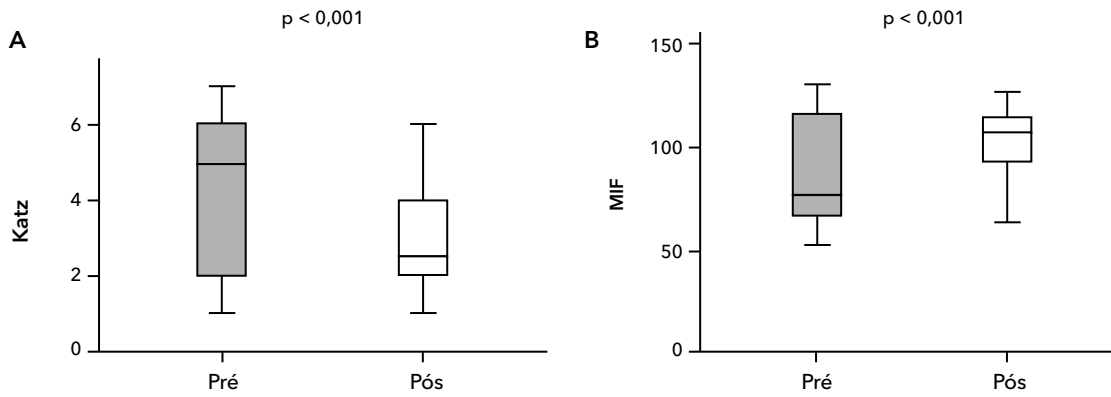 A
p < 0,001
Katz
6
4
2
0
Pré
Pós
B
p < 0,001
MIF
150
100
50
0
Pré
Pós